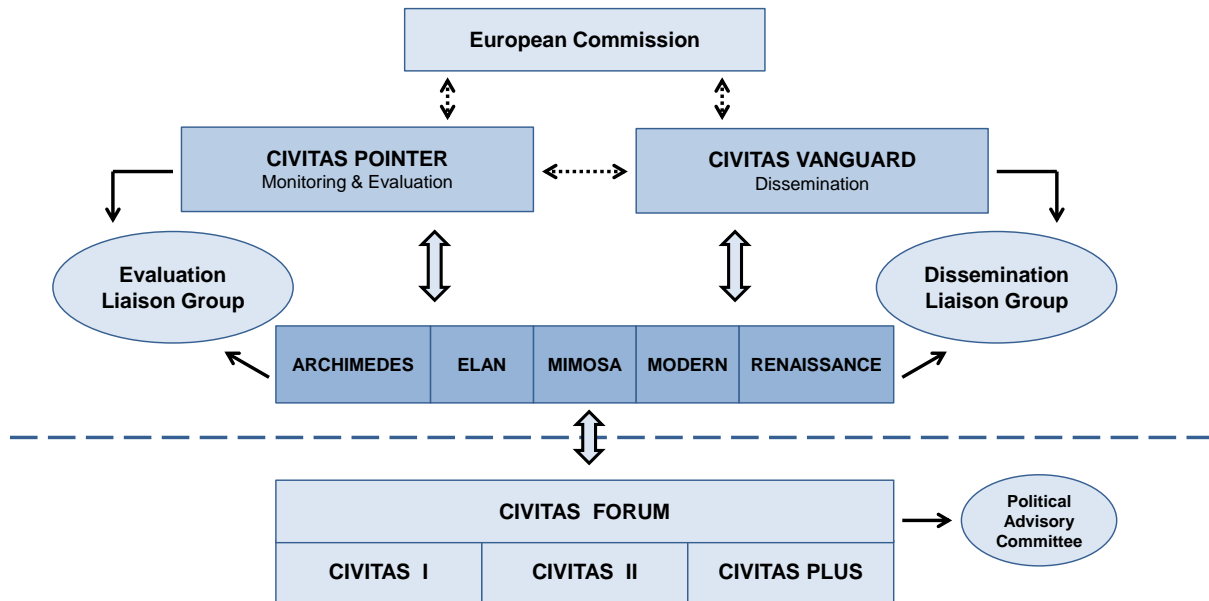 European Commission
CIVITAS POINTER
Monitoring & Evaluation
CIVITAS VANGUARD
Dissemination
Evaluation
Liaison Group
Dissemination
Liaison Group
ARCHIMEDES
ELAN
MIMOSA
MODERN
RENAISSANCE
CIVITAS FORUM
Political
Advisory
Committee
CIVITAS I
CIVITAS II
CIVITAS PLUS